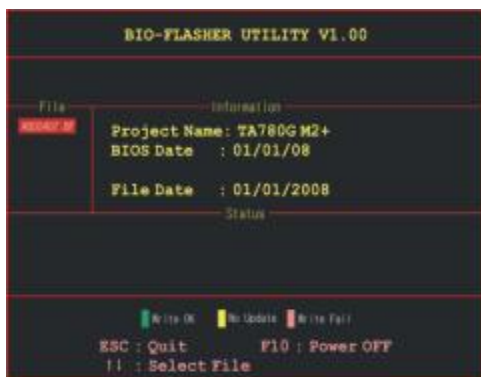 BIO-FLASHER UTILITY V1.00
File
Information
Project Name: TA780G M2+
BIOS Date : 01/01/08
File Date : 01/01/2008
Status
Write OK No Update Write Fail
ESC : Quit F10 : Power OFF
↑↓ : Select File